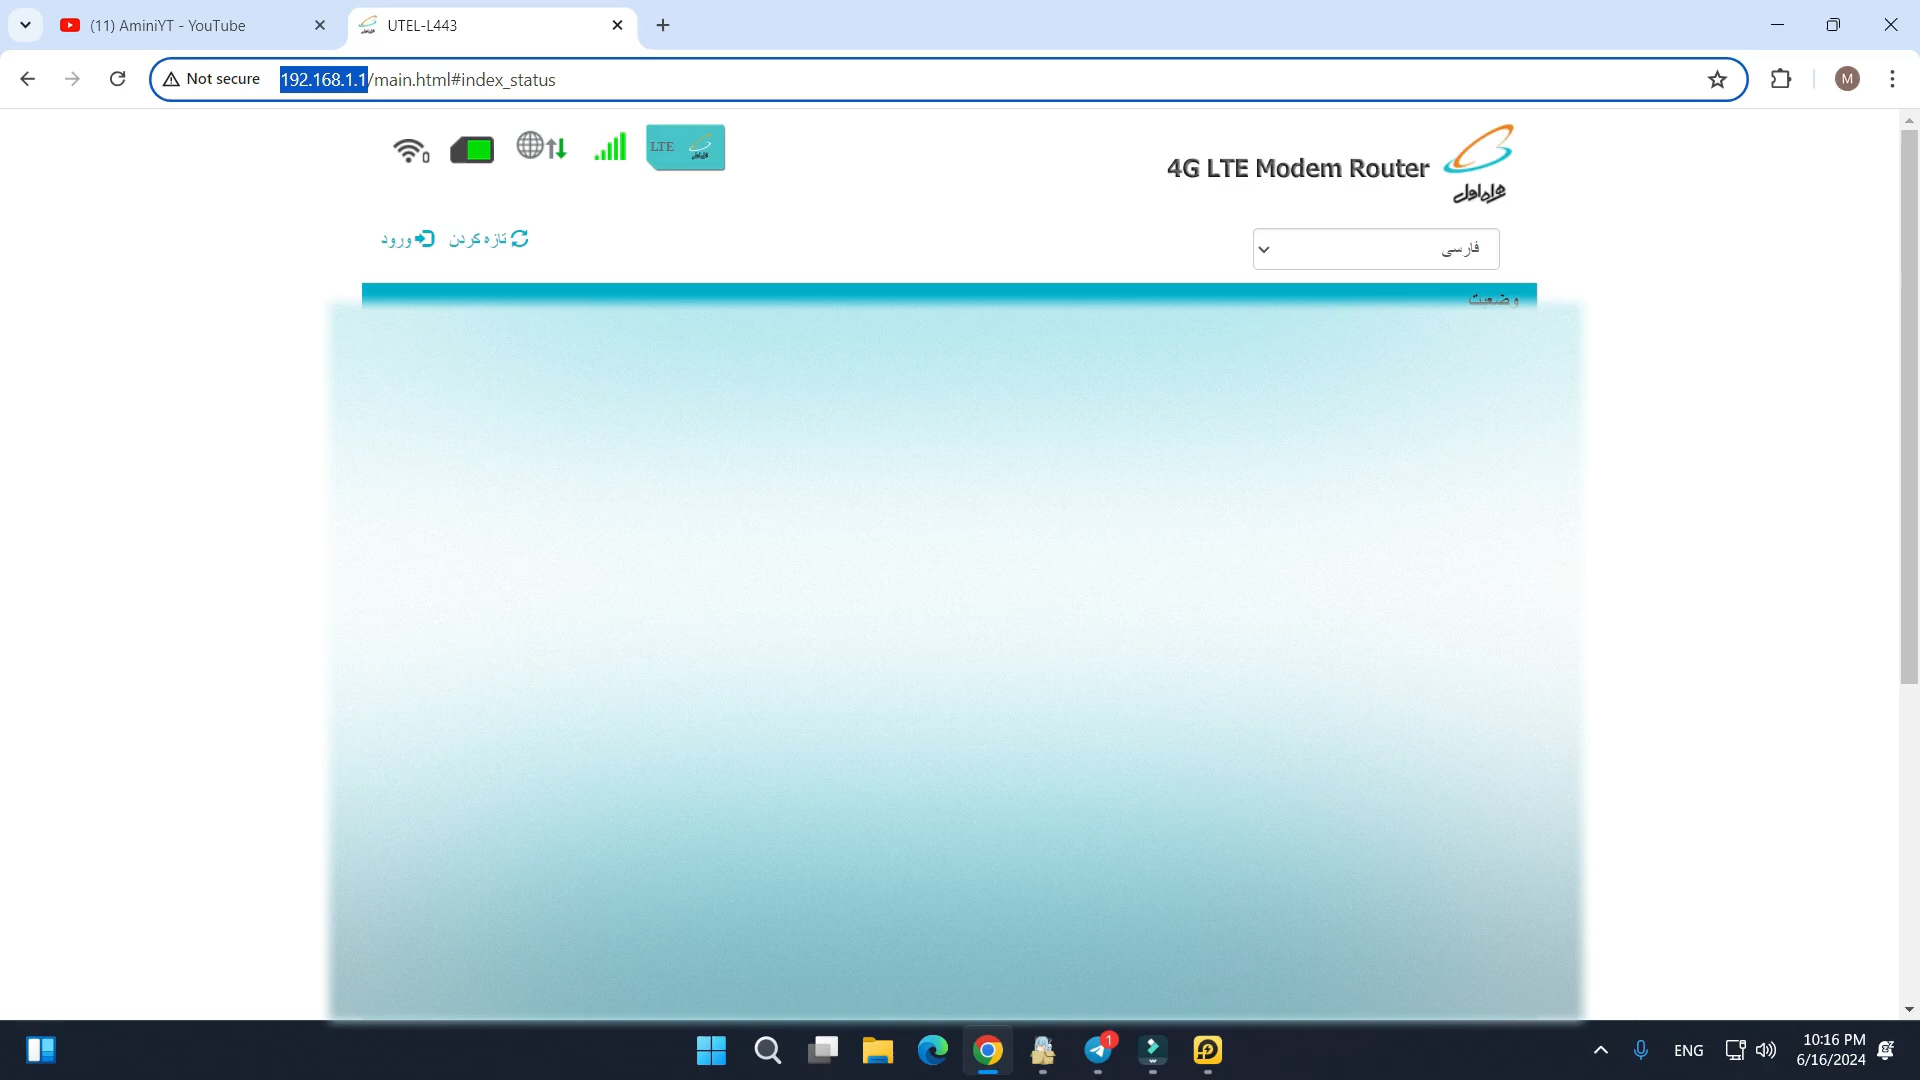 (11) AminiYT - YouTube
UTEL-L443
Not secure
192.168.1.1/main.html#index_status
M
LTE
4G LTE Modem Router
همراه اول
ورود
تازه کردن
فارسی
وضعیت
1
ENG
10:16 PM
6/16/2024